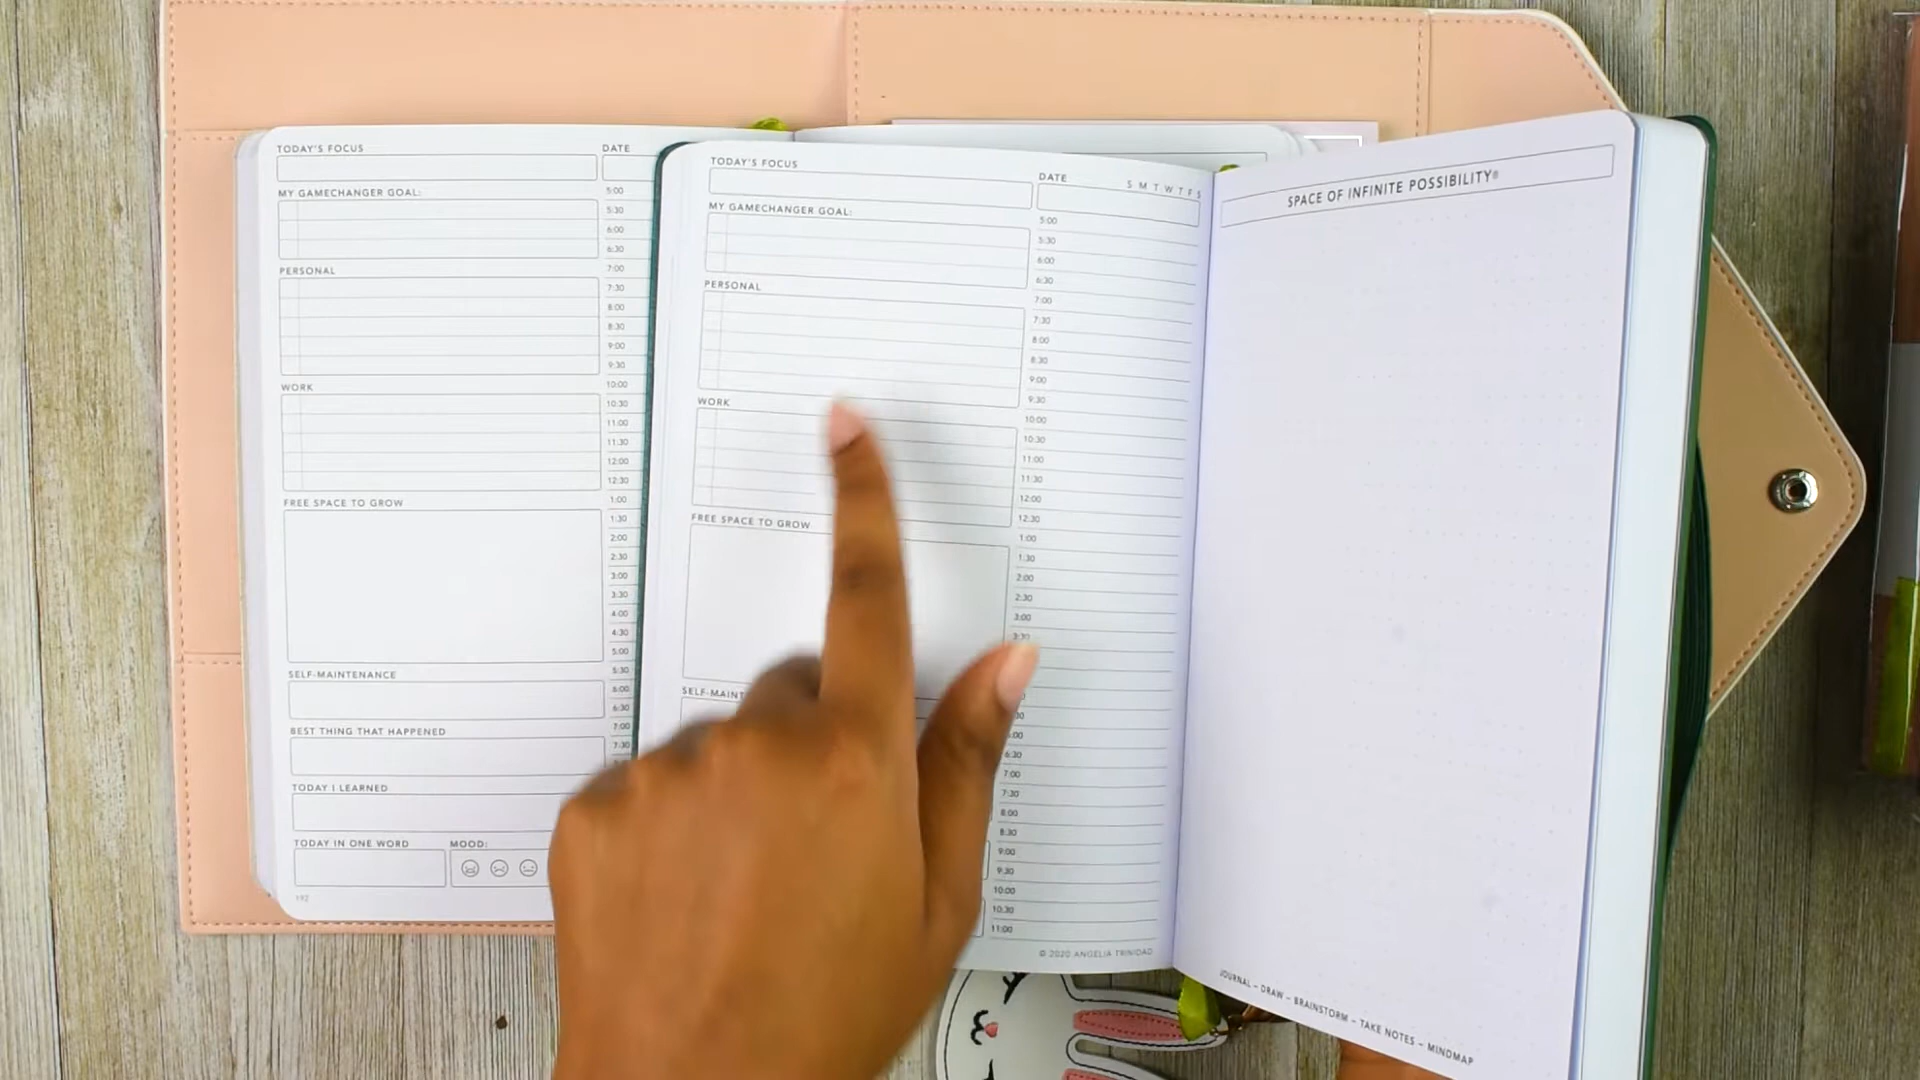 TODAY'S FOCUS
DATE
MY GAMECHANGER GOAL:
PERSONAL
WORK
FREE SPACE TO GROW
SELF-MAINTENANCE
BEST THING THAT HAPPENED
TODAY I LEARNED
TODAY IN ONE WORD
MOOD:
192
5:00
5:30
6:00
6:30
7:00
7:30
8:00
8:30
9:00
9:30
10:00
10:30
11:00
11:30
12:00
12:30
1:00
1:30
2:00
2:30
3:00
3:30
4:00
4:30
5:00
5:30
6:00
6:30
7:00
7:30
TODAY'S FOCUS
DATE
S M T W T F S
MY GAMECHANGER GOAL:
PERSONAL
WORK
FREE SPACE TO GROW
SELF-MAINT
5:00
5:30
6:00
6:30
7:00
7:30
8:00
8:30
9:00
9:30
10:00
10:30
11:00
11:30
12:00
12:30
1:00
1:30
2:00
2:30
3:00
3:30
6:30
7:00
7:30
8:00
8:30
9:00
9:30
10:00
10:30
11:00
© 2020 ANGELIA TRINIDAD
SPACE OF INFINITE POSSIBILITY®
JOURNAL – DRAW – BRAINSTORM – TAKE NOTES – MINDMAP